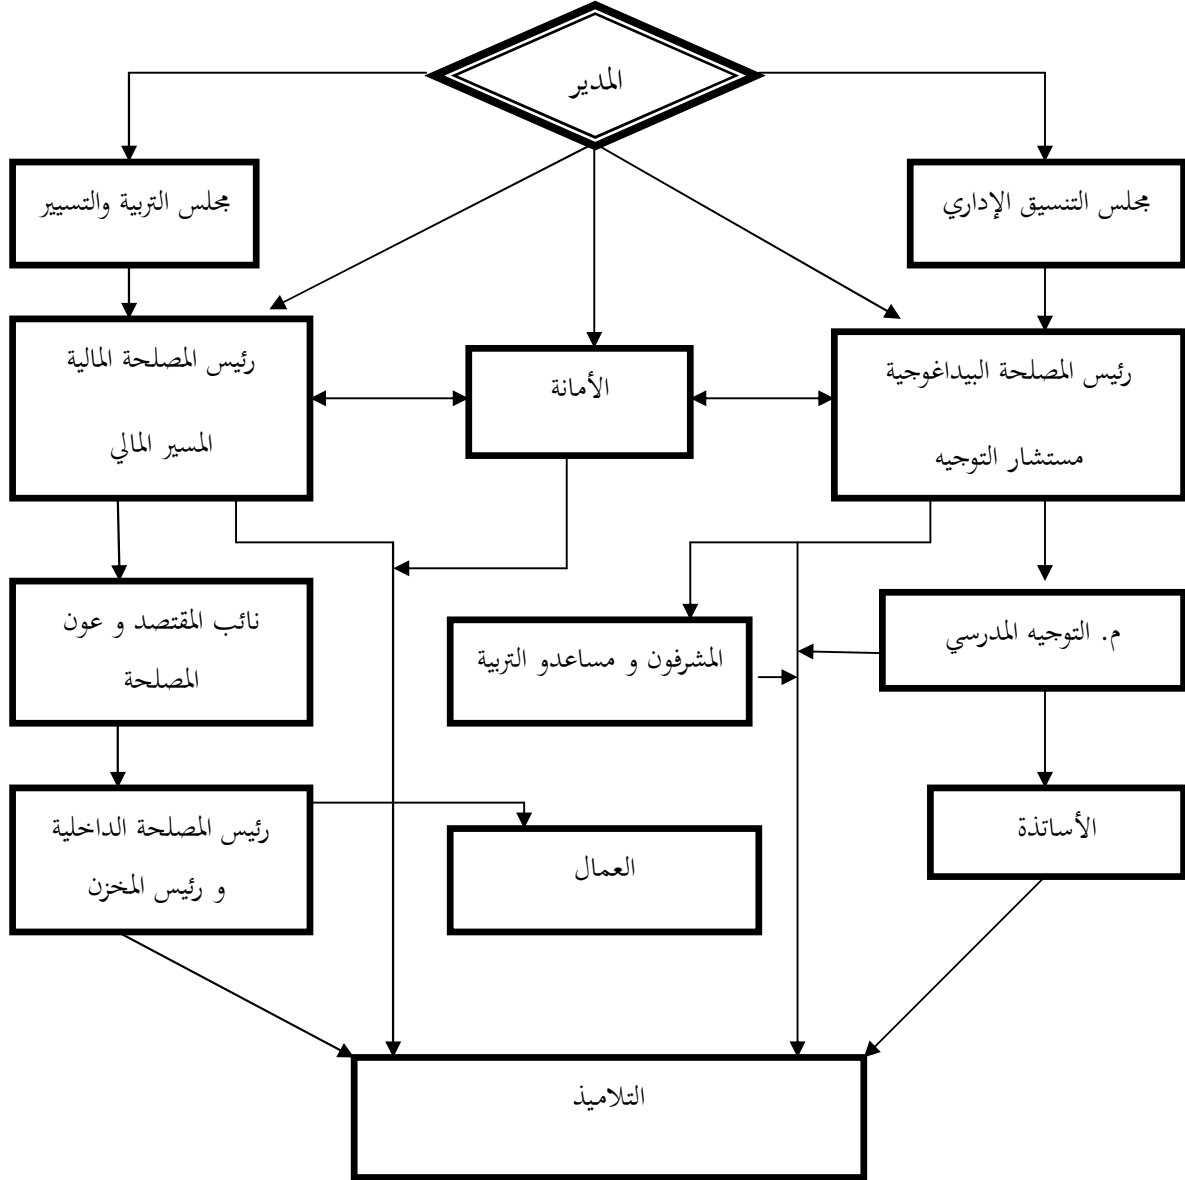 المدير
مجلس التنسيق الإداري
مجلس التربية والتسيير
رئيس المصلحة البيداغوجية
مستشار التوجيه
الأمانة
رئيس المصلحة المالية
المسير المالي
م. التوجيه المدرسي
المشرفون و مساعدو التربية
نائب المقتصد و عون
المصلحة
الأساتذة
العمال
رئيس المصلحة الداخلية
و رئيس المخزن
التلاميذ